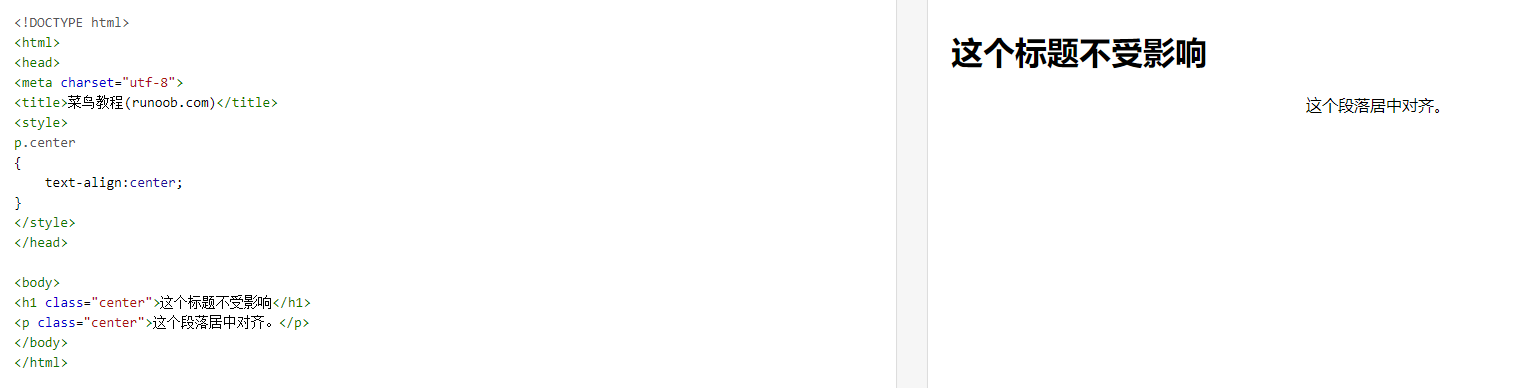 <!DOCTYPE html>
<html>
<head>
<meta charset="utf-8">
<title>菜鸟教程(runoob.com)</title>
<style>
p.center
{
    text-align:center;
}
</style>
</head>

<body>
<h1 class="center">这个标题不受影响</h1>
<p class="center">这个段落居中对齐。</p>
</body>
</html>
这个标题不受影响
这个段落居中对齐。